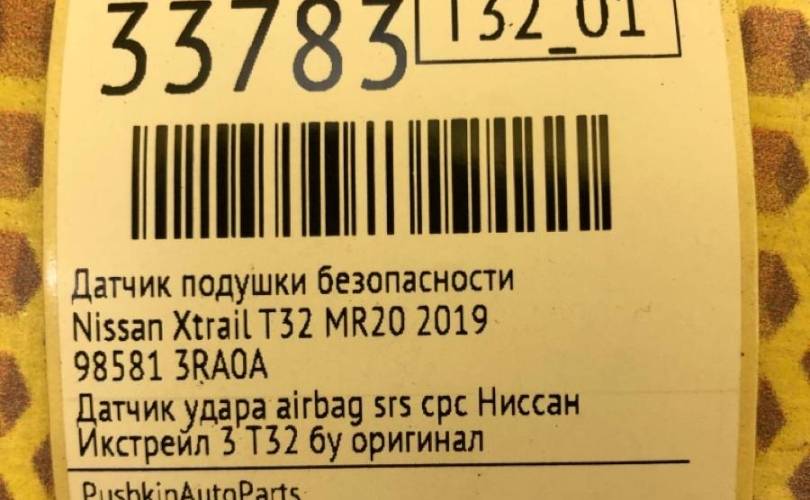 33783
T32_01
Датчик подушки безопасности
Nissan Xtrail T32 MR20 2019
98581 3RA0A
Датчик удара airbag srs срс Ниссан
Икстрейл 3 T32 бу оригинал
PushkinAutoParts